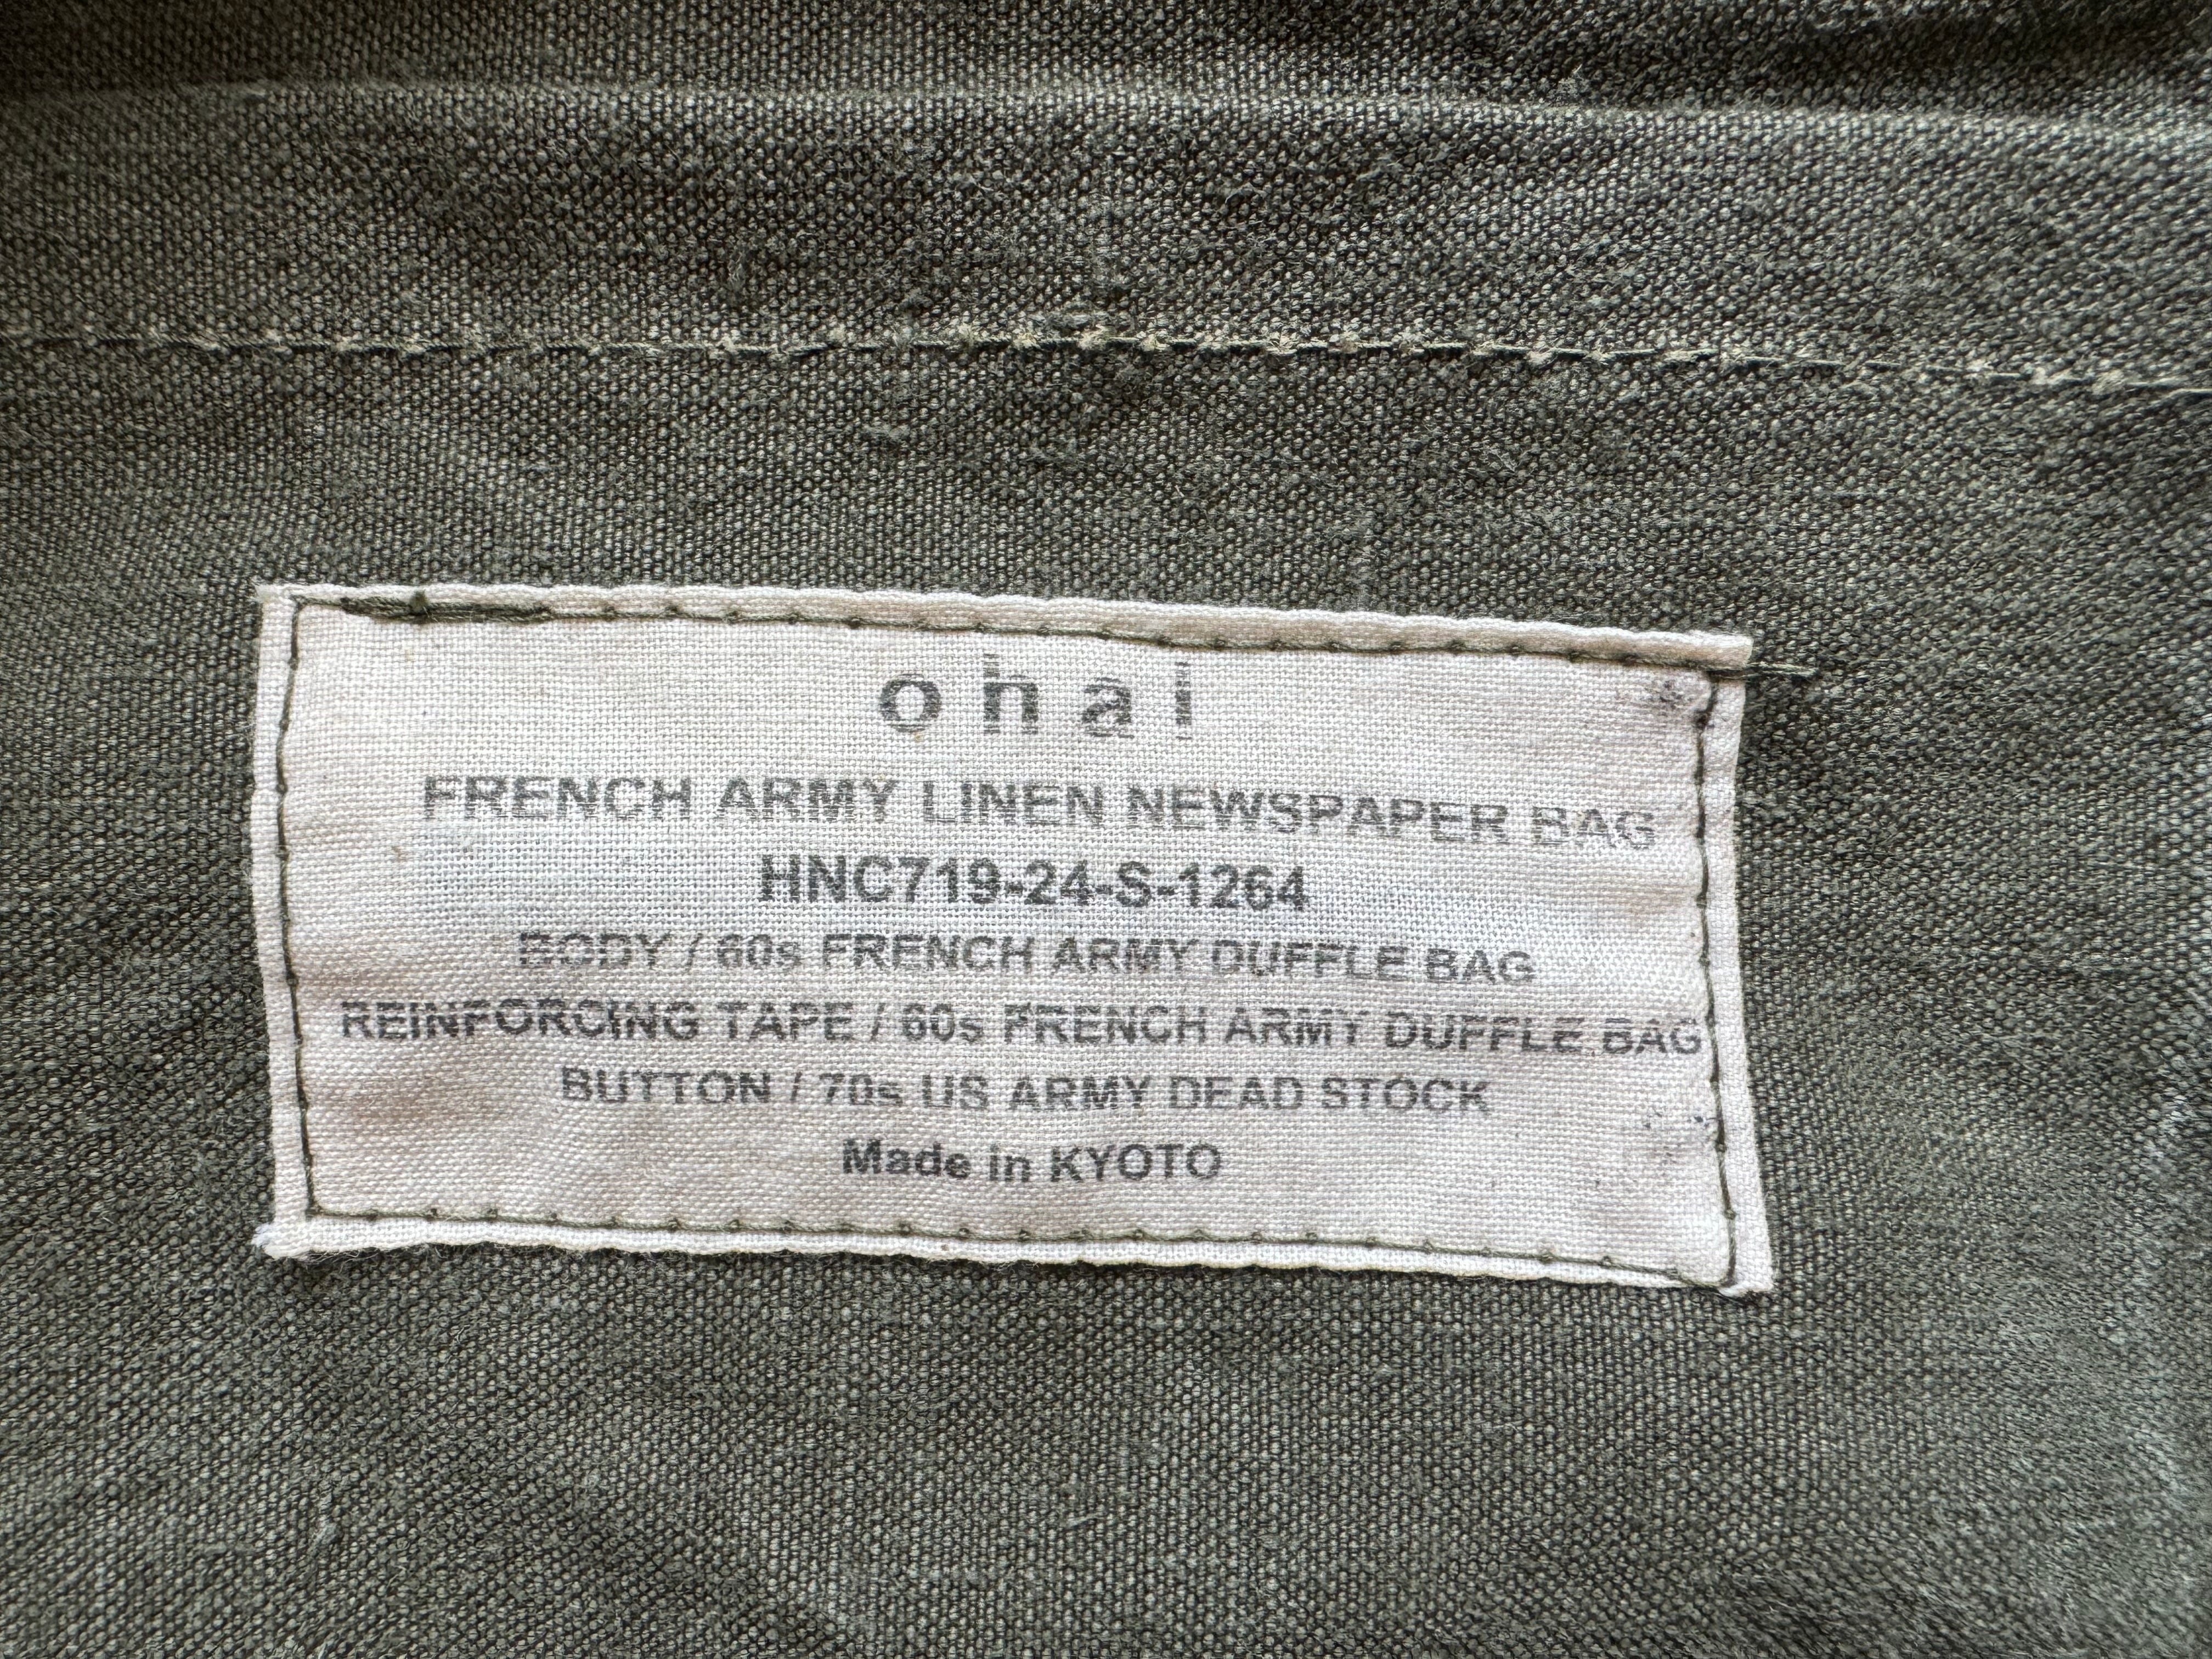 ohai
FRENCH ARMY LINEN NEWSPAPER BAG
HNC719-24-S-1264
BODY / 60s FRENCH ARMY DUFFLE BAG
REINFORCING TAPE / 60s FRENCH ARMY DUFFLE BAG
BUTTON / 70s US ARMY DEAD STOCK
Made in KYOTO